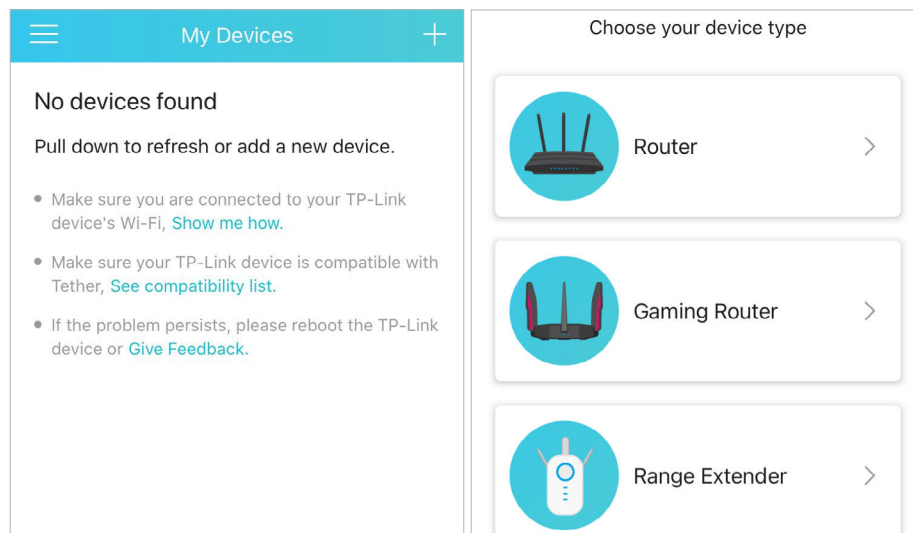 My Devices
No devices found
Pull down to refresh or add a new device.
Make sure you are connected to your TP-Link
device's Wi-Fi, Show me how.
Make sure your TP-Link device is compatible with
Tether, See compatibility list.
If the problem persists, please reboot the TP-Link
device or Give Feedback.
Choose your device type
Router
Gaming Router
Range Extender